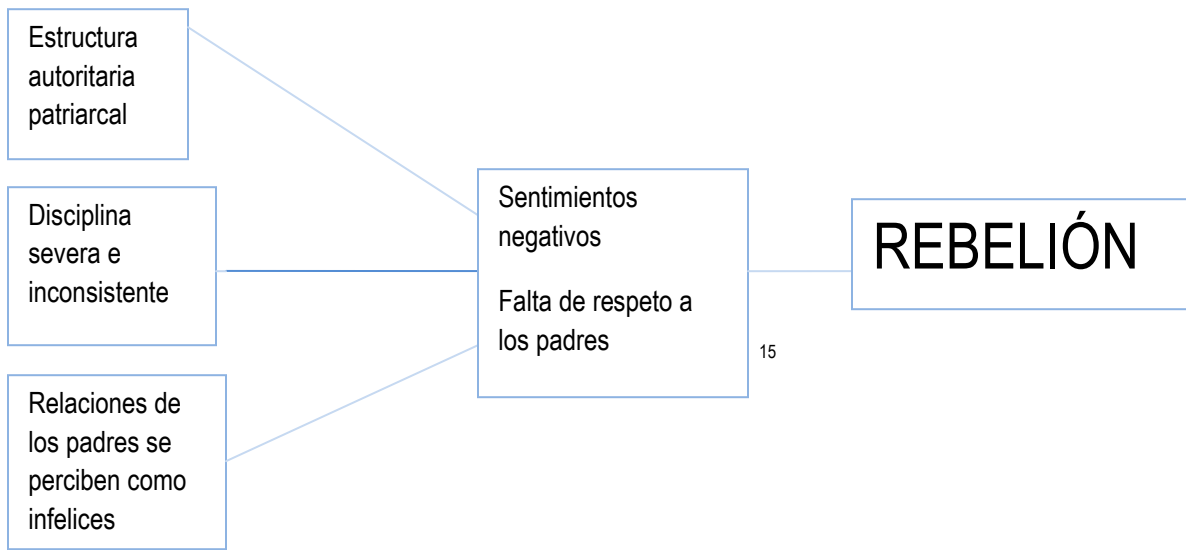 Estructura
autoritaria
patriarcal
Disciplina
severa e
inconsistente
Relaciones de
los padres se
perciben como
infelices
Sentimientos
negativos
Falta de respeto a
los padres
15
REBELIÓN